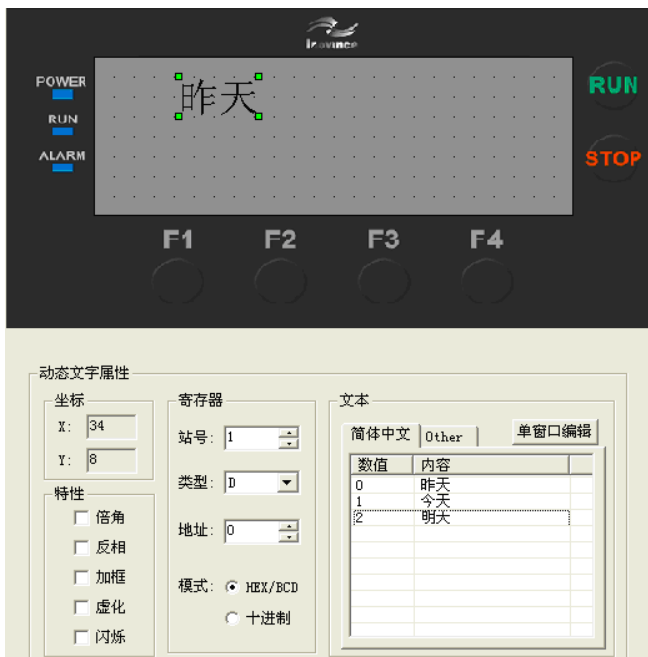 POWER
昨天
RUN
RUN
ALARM
STOP
F1 F2 F3 F4
动态文字属性
坐标
X: 34
Y: 8
特性
倍角
反相
加框
虚化
闪烁
寄存器
站号: 1
类型: D
地址: 0
模式: HEX/BCD
十进制
文本
简体中文 Other 单窗口编辑
数值 内容
0 昨天
1 今天
2 明天